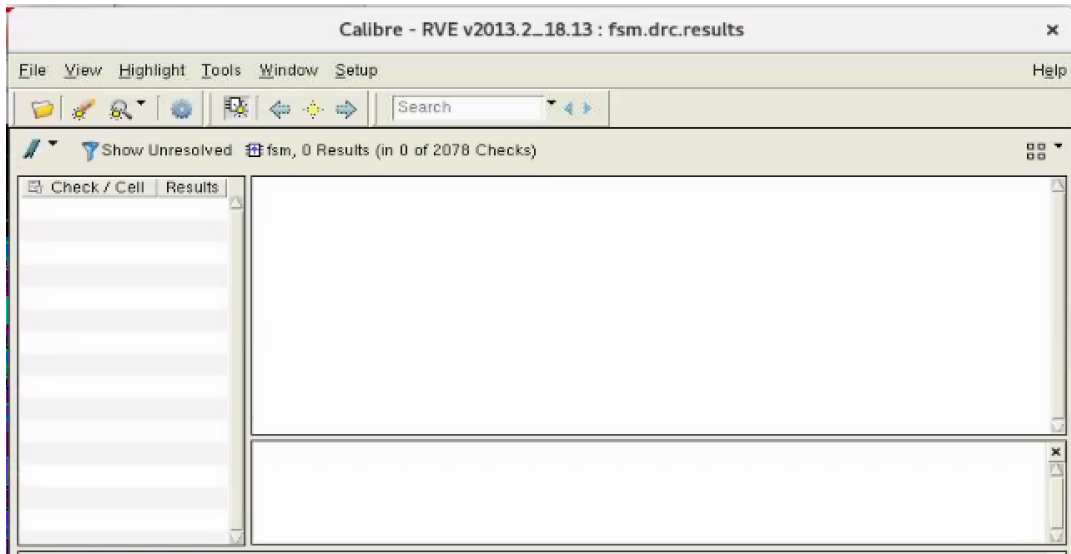 Calibre - RVE v2013.2_18.13 : fsm.drc.results
File View Highlight Tools Window Setup Help
Search
Show Unresolved fsm, 0 Results (in 0 of 2078 Checks)
Check / Cell Results